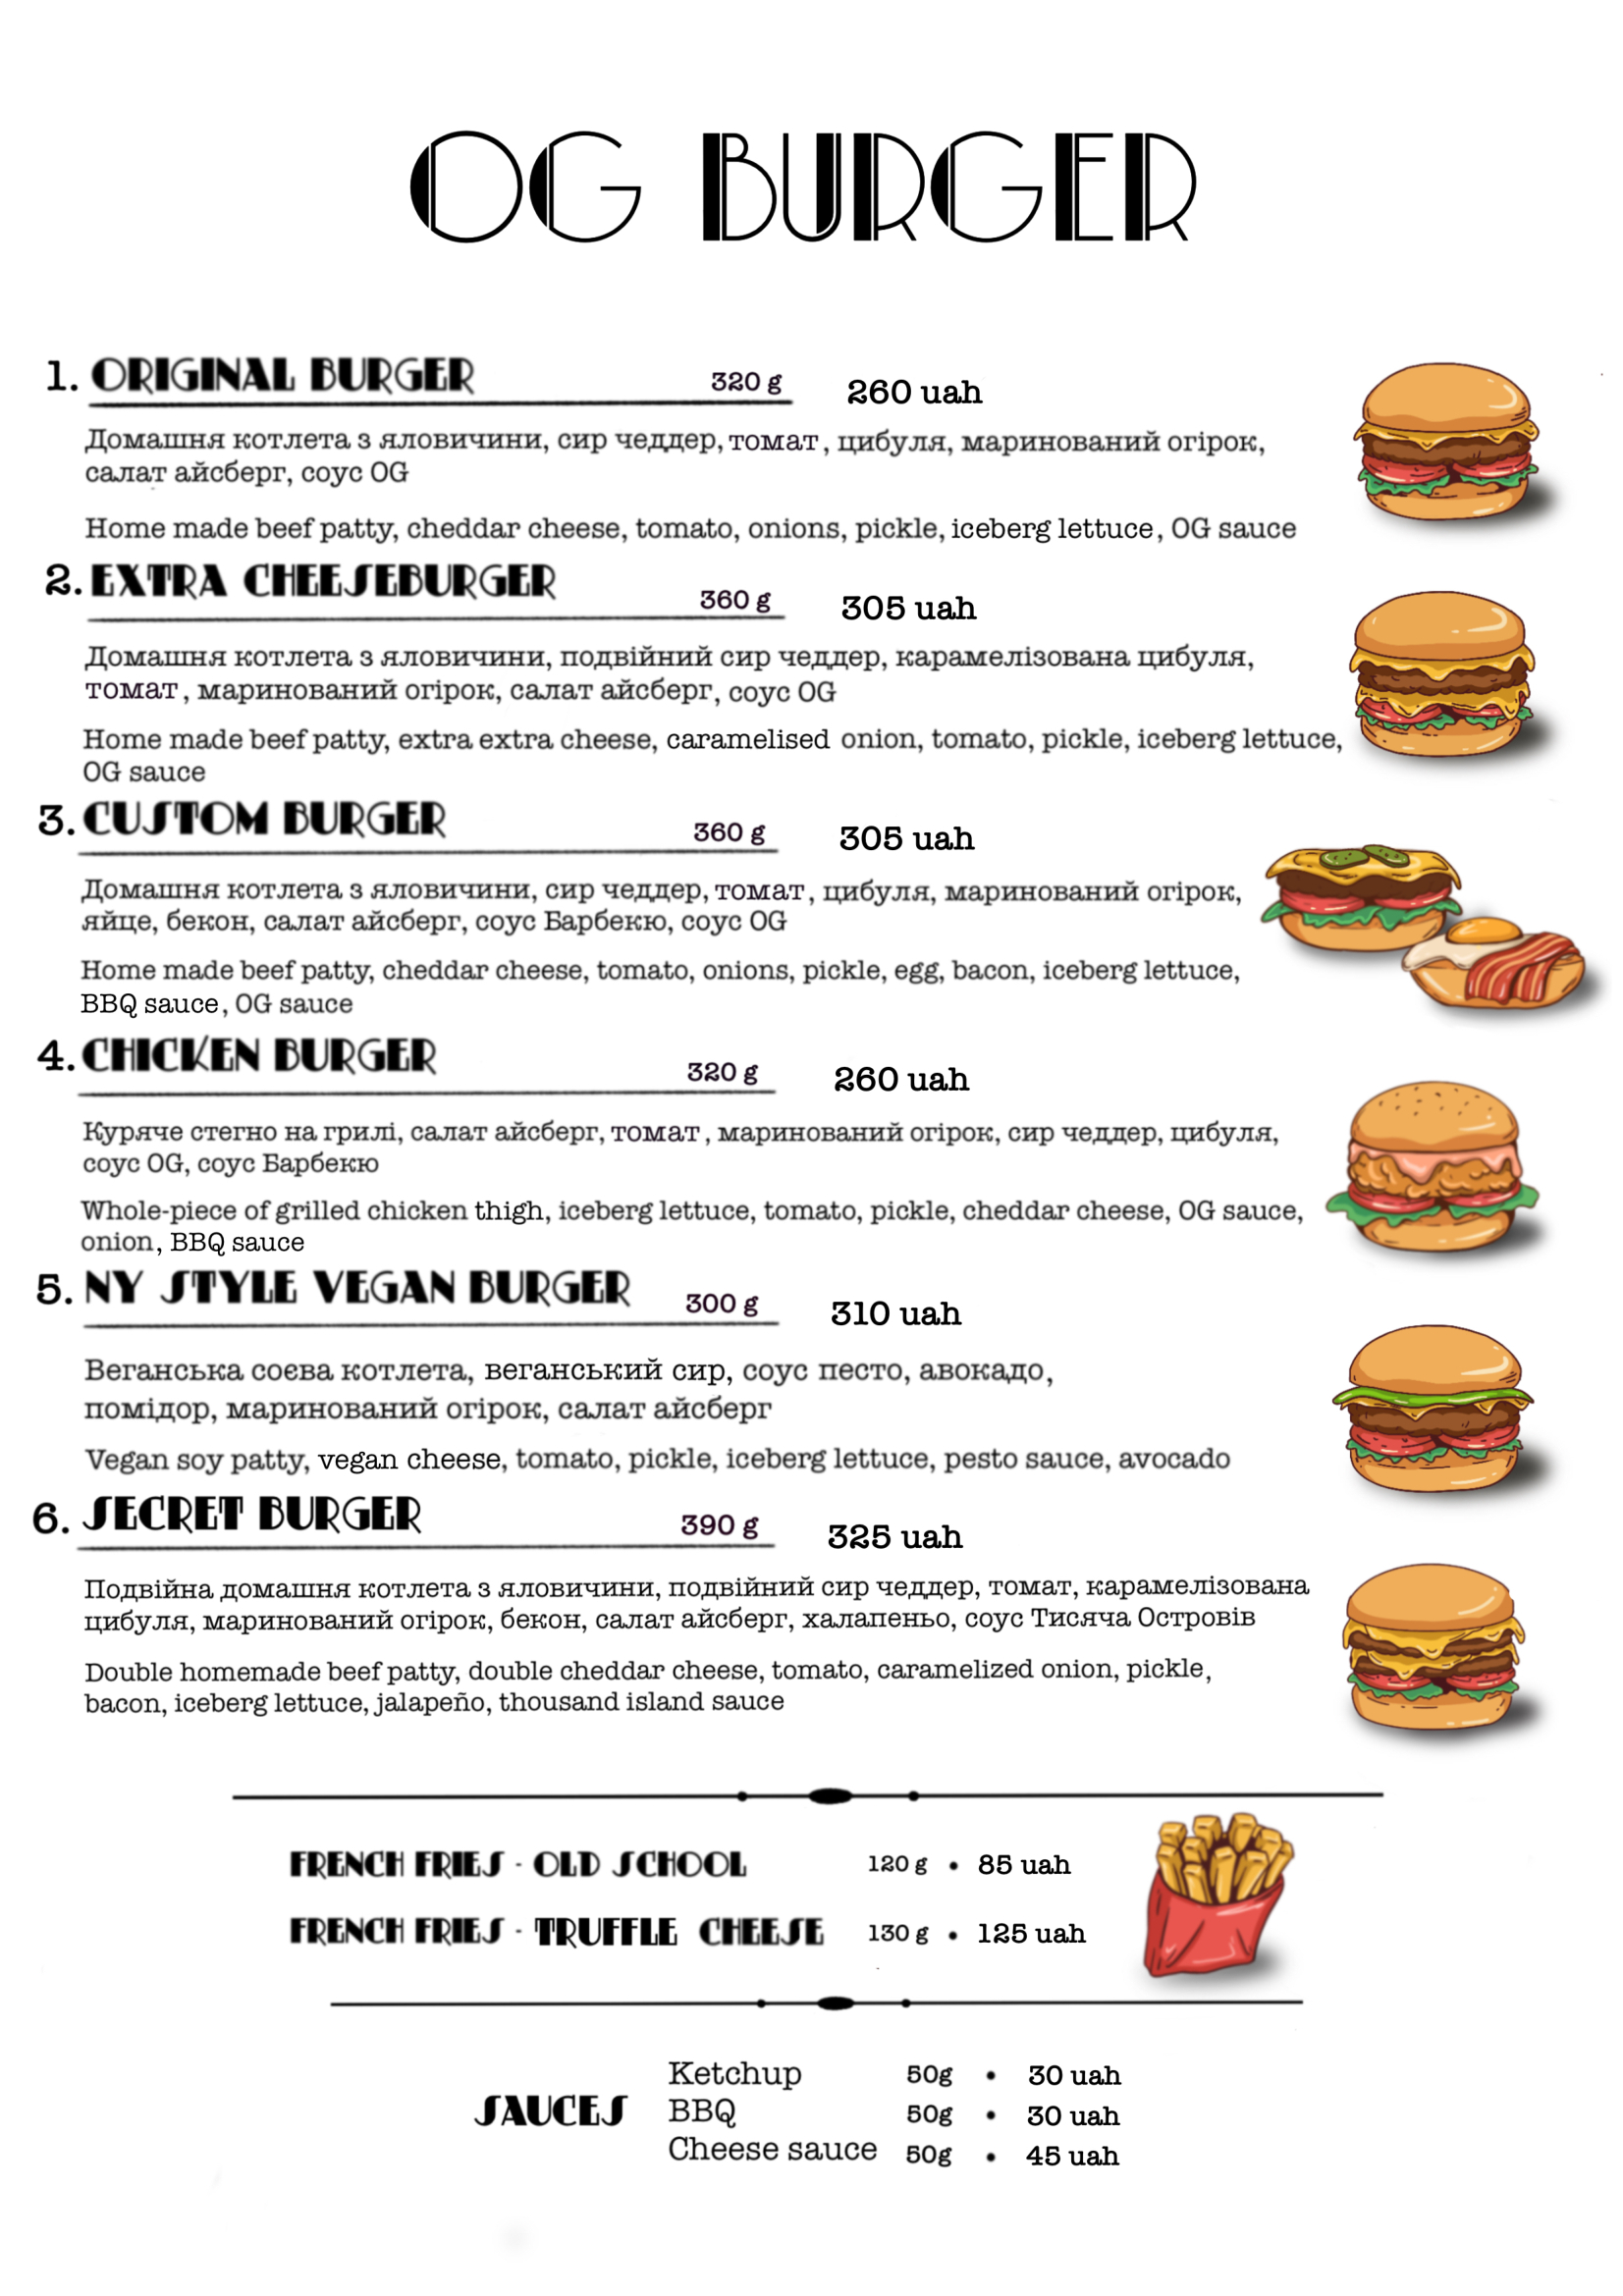 OG BURGER
1. ORIGINAL BURGER 320 g 260 uah
Домашня котлета з яловичини, сир чеддер, томат, цибуля, маринований огірок,
салат айсберг, соус OG
Home made beef patty, cheddar cheese, tomato, onions, pickle, iceberg lettuce, OG sauce
2. EXTRA CHEESEBURGER 360 g 305 uah
Домашня котлета з яловичини, подвійний сир чеддер, карамелізована цибуля,
томат, маринований огірок, салат айсберг, соус OG
Home made beef patty, extra extra cheese, caramelised onion, tomato, pickle, iceberg lettuce,
OG sauce
3. CUSTOM BURGER 360 g 305 uah
Домашня котлета з яловичини, сир чеддер, томат, цибуля, маринований огірок,
яйце, бекон, салат айсберг, соус Барбекю, соус OG
Home made beef patty, cheddar cheese, tomato, onions, pickle, egg, bacon, iceberg lettuce,
BBQ sauce, OG sauce
4. CHICKEN BURGER 320 g 260 uah
Куряче стегно на грилі, салат айсберг, томат, маринований огірок, сир чеддер, цибуля,
соус OG, соус Барбекю
Whole-piece of grilled chicken thigh, iceberg lettuce, tomato, pickle, cheddar cheese, OG sauce,
onion, BBQ sauce
5. NY STYLE VEGAN BURGER 300 g 310 uah
Веганська соєва котлета, веганський сир, соус песто, авокадо,
помідор, маринований огірок, салат айсберг
Vegan soy patty, vegan cheese, tomato, pickle, iceberg lettuce, pesto sauce, avocado
6. SECRET BURGER 390 g 325 uah
Подвійна домашня котлета з яловичини, подвійний сир чеддер, томат, карамелізована
цибуля, маринований огірок, бекон, салат айсберг, халапеньо, соус Тисяча Островів
Double homemade beef patty, double cheddar cheese, tomato, caramelized onion, pickle,
bacon, iceberg lettuce, jalapeño, thousand island sauce
FRENCH FRIES - OLD SCHOOL 120 g • 85 uah
FRENCH FRIES - TRUFFLE CHEESE 130 g • 125 uah
SAUCES
Ketchup 50g • 30 uah
BBQ 50g • 30 uah
Cheese sauce 50g • 45 uah